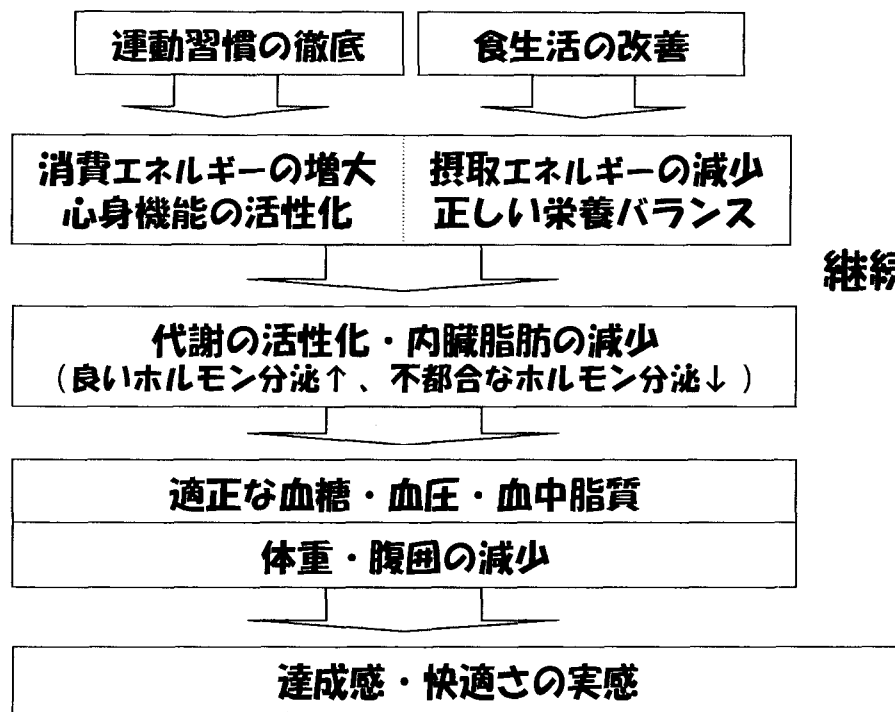 運動習慣の徹底
食生活の改善
消費エネルギーの増大
心身機能の活性化
摂取エネルギーの減少
正しい栄養バランス
継続
代謝の活性化・内臓脂肪の減少
(良いホルモン分泌↑、不都合なホルモン分泌↓)
適正な血糖・血圧・血中脂質
体重・腹囲の減少
達成感・快適さの実感